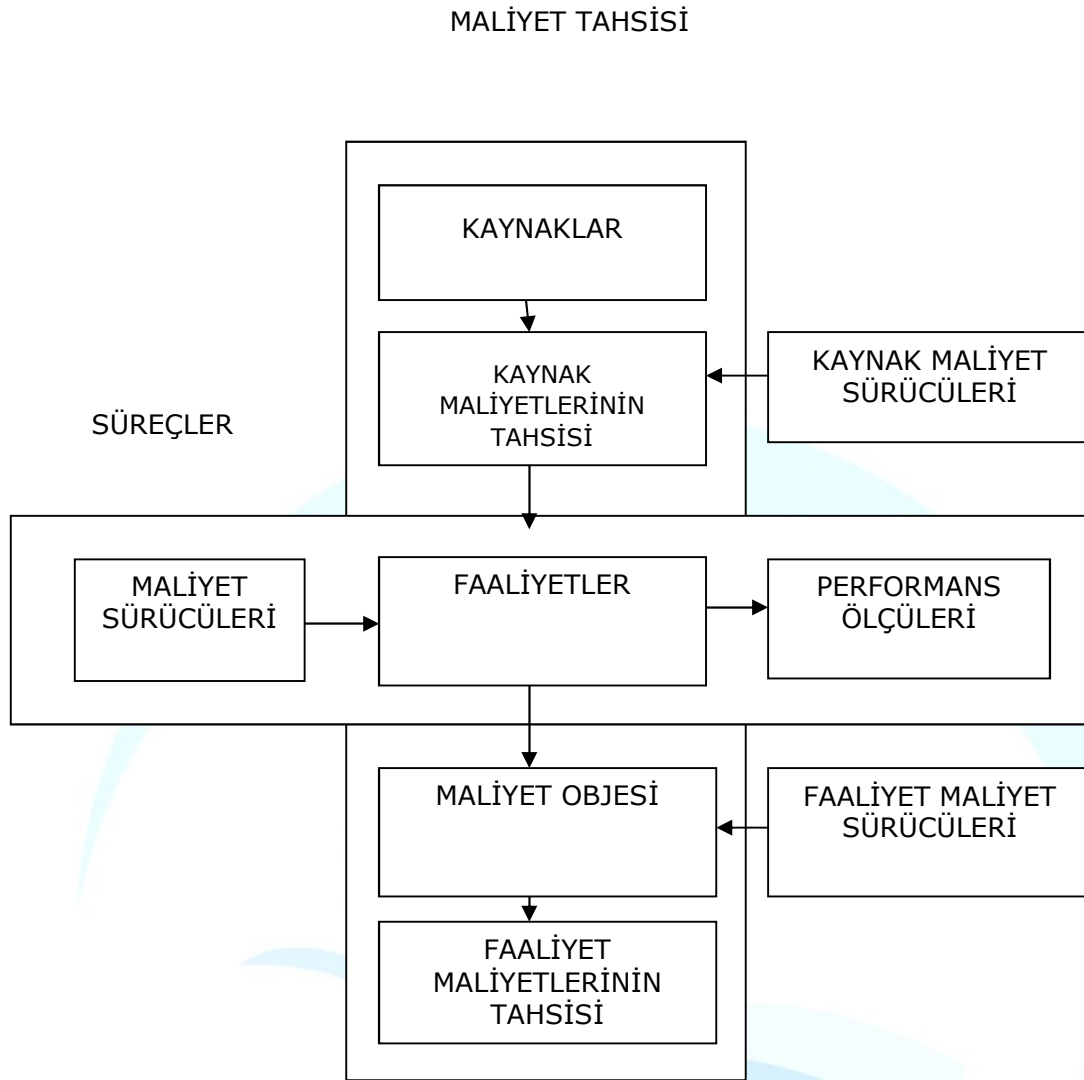 MALİYET TAHSİSİ
KAYNAKLAR
KAYNAK
MALİYETLERİNİN
TAHSİSİ
KAYNAK MALİYET
SÜRÜCÜLERİ
SÜREÇLER
MALİYET
SÜRÜCÜLERİ
FAALİYETLER
PERFORMANS
ÖLÇÜLERİ
MALİYET OBJESİ
FAALİYET MALİYET
SÜRÜCÜLERİ
FAALİYET
MALİYETLERİNİN
TAHSİSİ